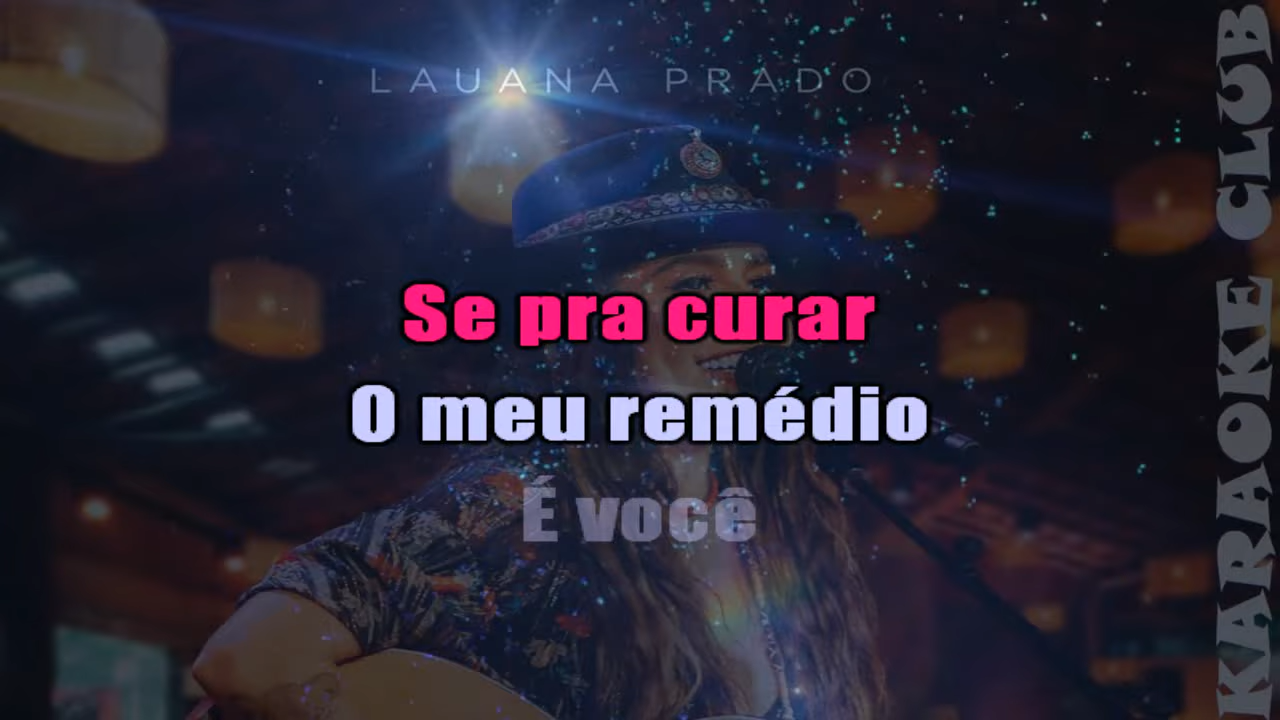 LAUANA PRADO
Se pra curar
O meu remédio
É você
KARAOKE CLUB